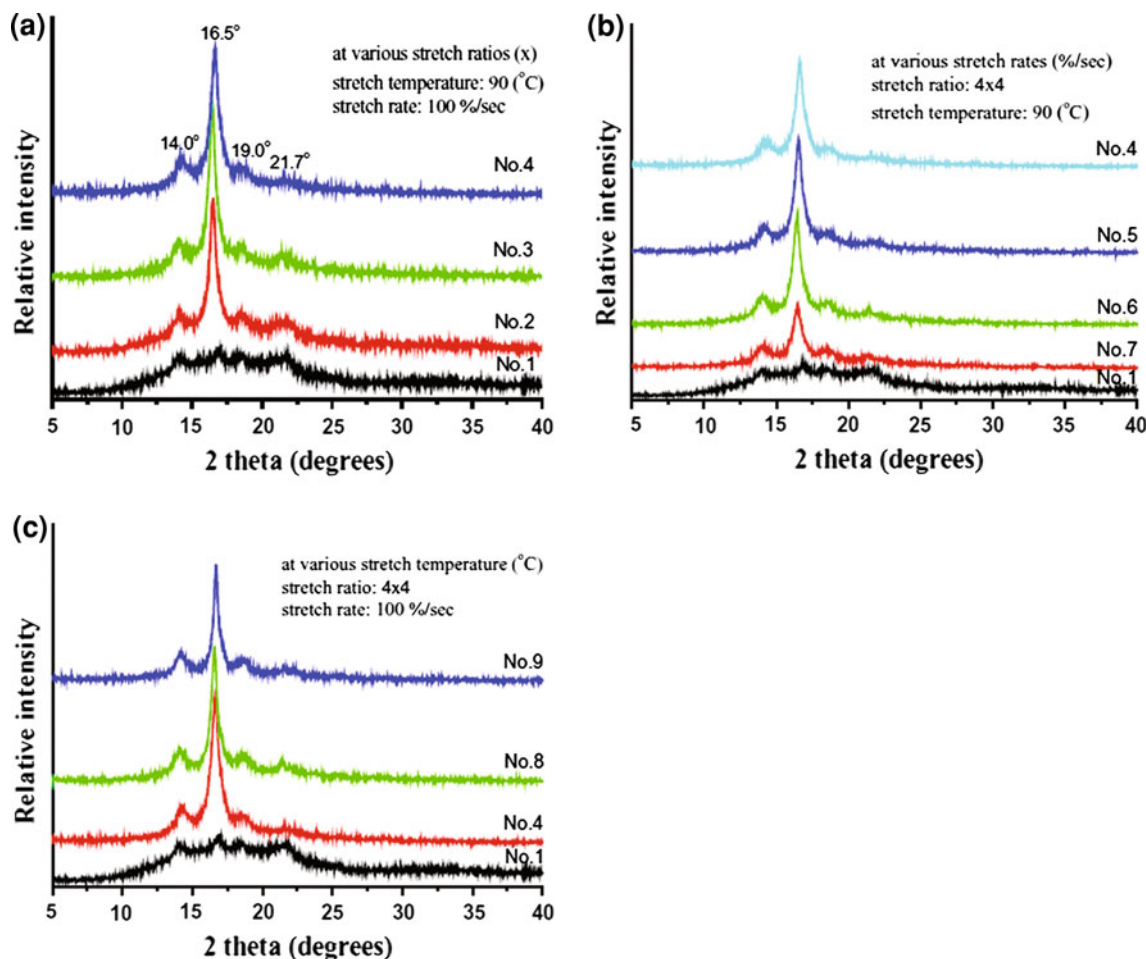 (a)
16.5°
at various stretch ratios (x)
stretch temperature: 90 (°C)
stretch rate: 100 %/sec
14.0°
19.0°
21.7°
No.4
No.3
No.2
No.1
Relative intensity
5 10 15 20 25 30 35 40
2 theta (degrees)
(b)
at various stretch rates (%/sec)
stretch ratio: 4x4
stretch temperature: 90 (°C)
No.4
No.5
No.6
No.7
No.1
Relative intensity
5 10 15 20 25 30 35 40
2 theta (degrees)
(c)
at various stretch temperature (°C)
stretch ratio: 4x4
stretch rate: 100 %/sec
No.9
No.8
No.4
No.1
Relative intensity
5 10 15 20 25 30 35 40
2 theta (degrees)